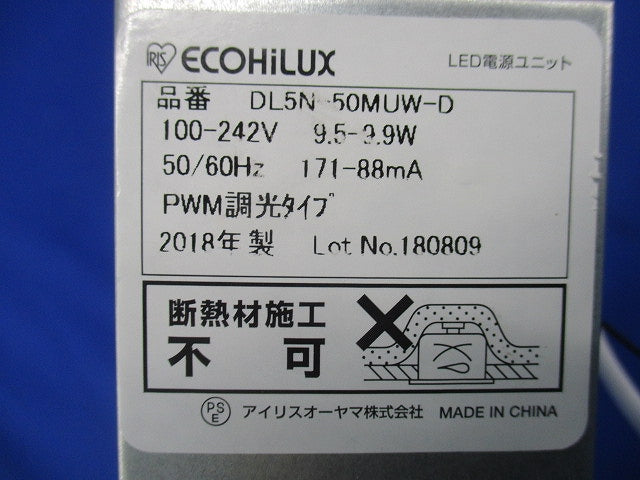 IRIS ECOHiLUX LED電源ユニット
品番 DL5N-50MUW-D
100-242V 9.5-9.9W
50/60Hz 171-88mA
PWM調光タイプ
2018年製 Lot No.180809
断熱材施工
不可
PS
E
アイリスオーヤマ株式会社 MADE IN CHINA